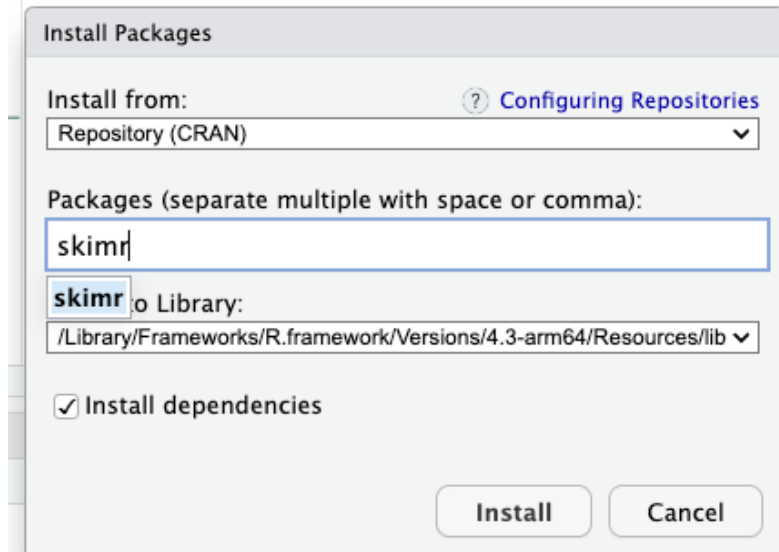 Install Packages
Install from:
? Configuring Repositories
Repository (CRAN)
Packages (separate multiple with space or comma):
skimr
skimr
to Library:
/Library/Frameworks/R.framework/Versions/4.3-arm64/Resources/lib
Install dependencies
Install
Cancel